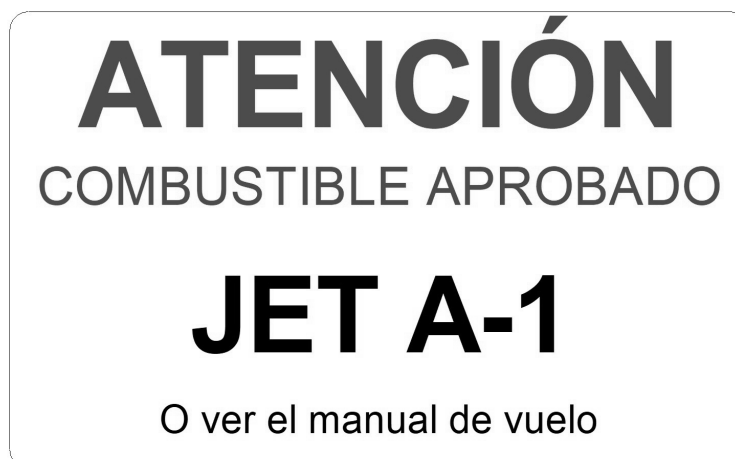 ATENCIÓN
COMBUSTIBLE APROBADO
JET A-1
O ver el manual de vuelo